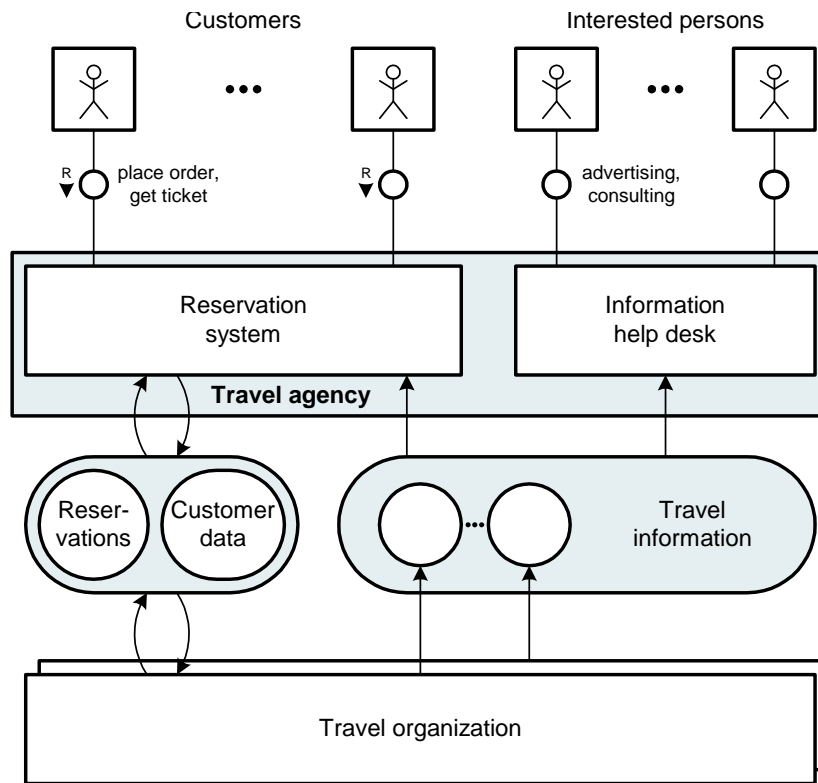 Customers
Interested persons
R
place order,
get ticket
R
advertising,
consulting
Reservation
system
Information
help desk
Travel agency
Reser-
vations
Customer
data
Travel
information
Travel organization